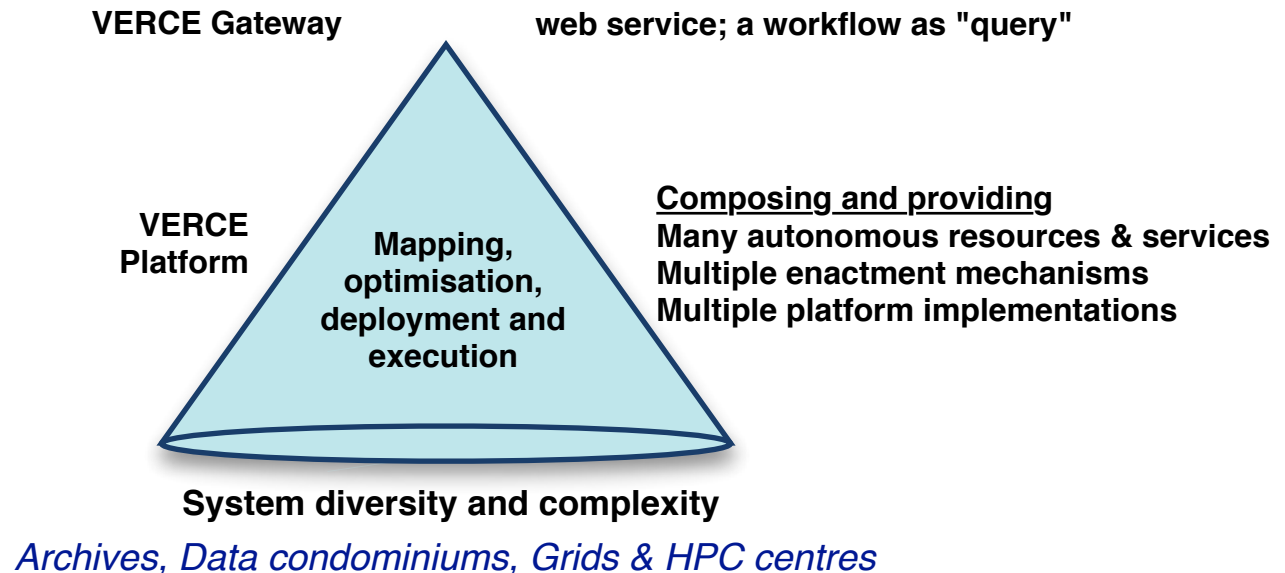 VERCE Gateway
web service; a workflow as "query"
VERCE
Platform
Mapping,
optimisation,
deployment and
execution
Composing and providing
Many autonomous resources & services
Multiple enactment mechanisms
Multiple platform implementations
System diversity and complexity
Archives, Data condominiums, Grids & HPC centres